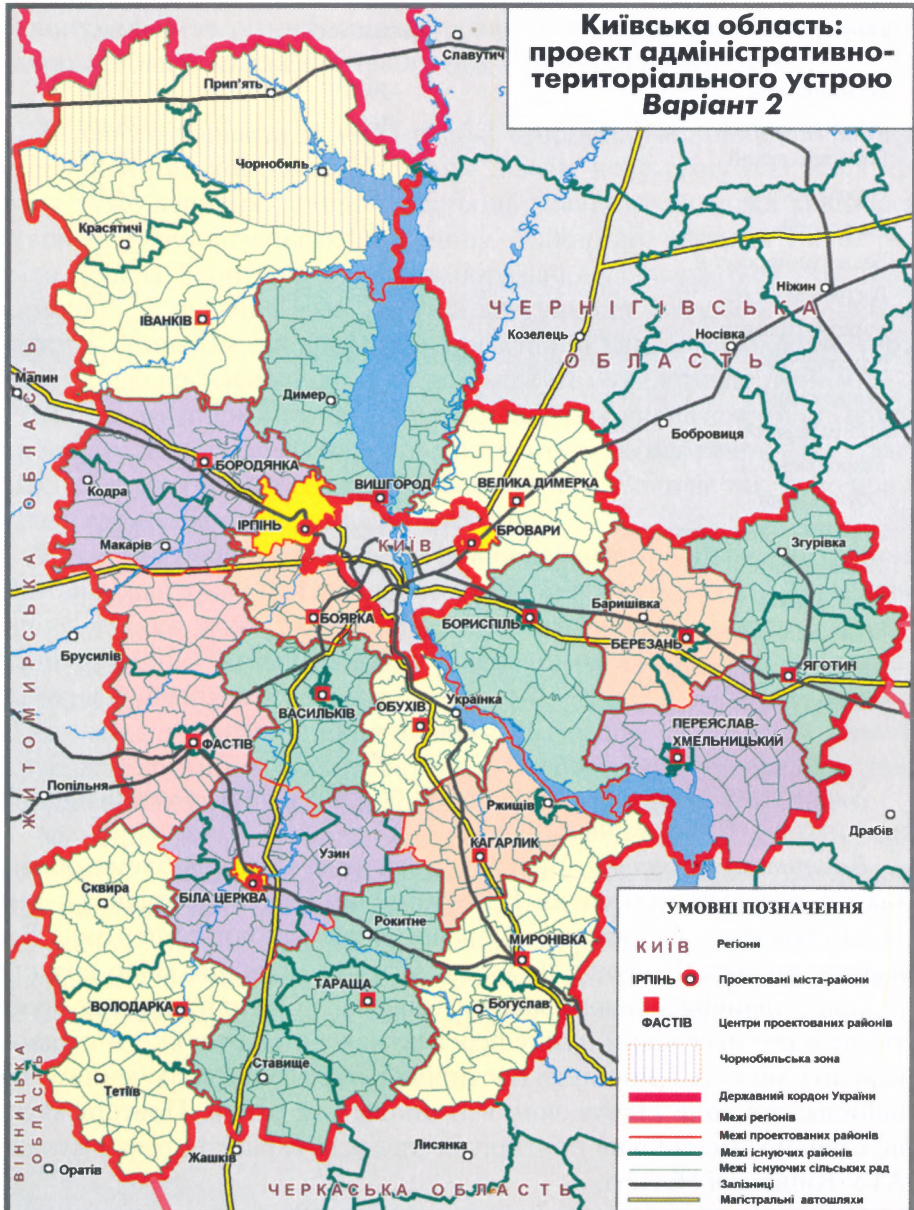 Київська область:
проект адміністративно-
територіального устрою
Варіант 2
Славутич
Прип'ять
Чорнобиль
Красятичі
ІВАНКІВ
ЧЕРНІГІВСЬКА
ОБЛАСТЬ
Ніжин
Козелець
Носівка
Малин
Димер
Бобровиця
БОРОДЯНКА
Кодра
ВИШГОРОД
ВЕЛИКА ДИМЕРКА
ІРПІНЬ
БРОВАРИ
Макарів
КИЇВ
Згурівка
ЖИТОМИРСЬКА ОБЛАСТЬ
БОЯРКА
БОРИСПІЛЬ
Баришівка
БЕРЕЗАНЬ
Брусилів
ЯГОТИН
ВАСИЛЬКІВ
ОБУХІВ
Українка
ПЕРЕЯСЛАВ-
ХМЕЛЬНИЦЬКИЙ
ФАСТІВ
Попільня
Ржищів
Драбів
КАГАРЛИК
Узин
БІЛА ЦЕРКВА
Сквира
Рокитне
МИРОНІВКА
ТАРАЩА
ВОЛОДАРКА
Богуслав
Ставище
Тетіїв
ВІННИЦЬКА
ОБЛАСТЬ
Жашків
Лисянка
Оратів
ЧЕРКАСЬКА ОБЛАСТЬ
УМОВНІ ПОЗНАЧЕННЯ
КИЇВ Регіони
ІРПІНЬ Проектовані міста-райони
ФАСТІВ Центри проектованих районів
Чорнобильська зона
Державний кордон України
Межі регіонів
Межі проектованих районів
Межі існуючих районів
Межі існуючих сільських рад
Залізниці
Магістральні автошляхи